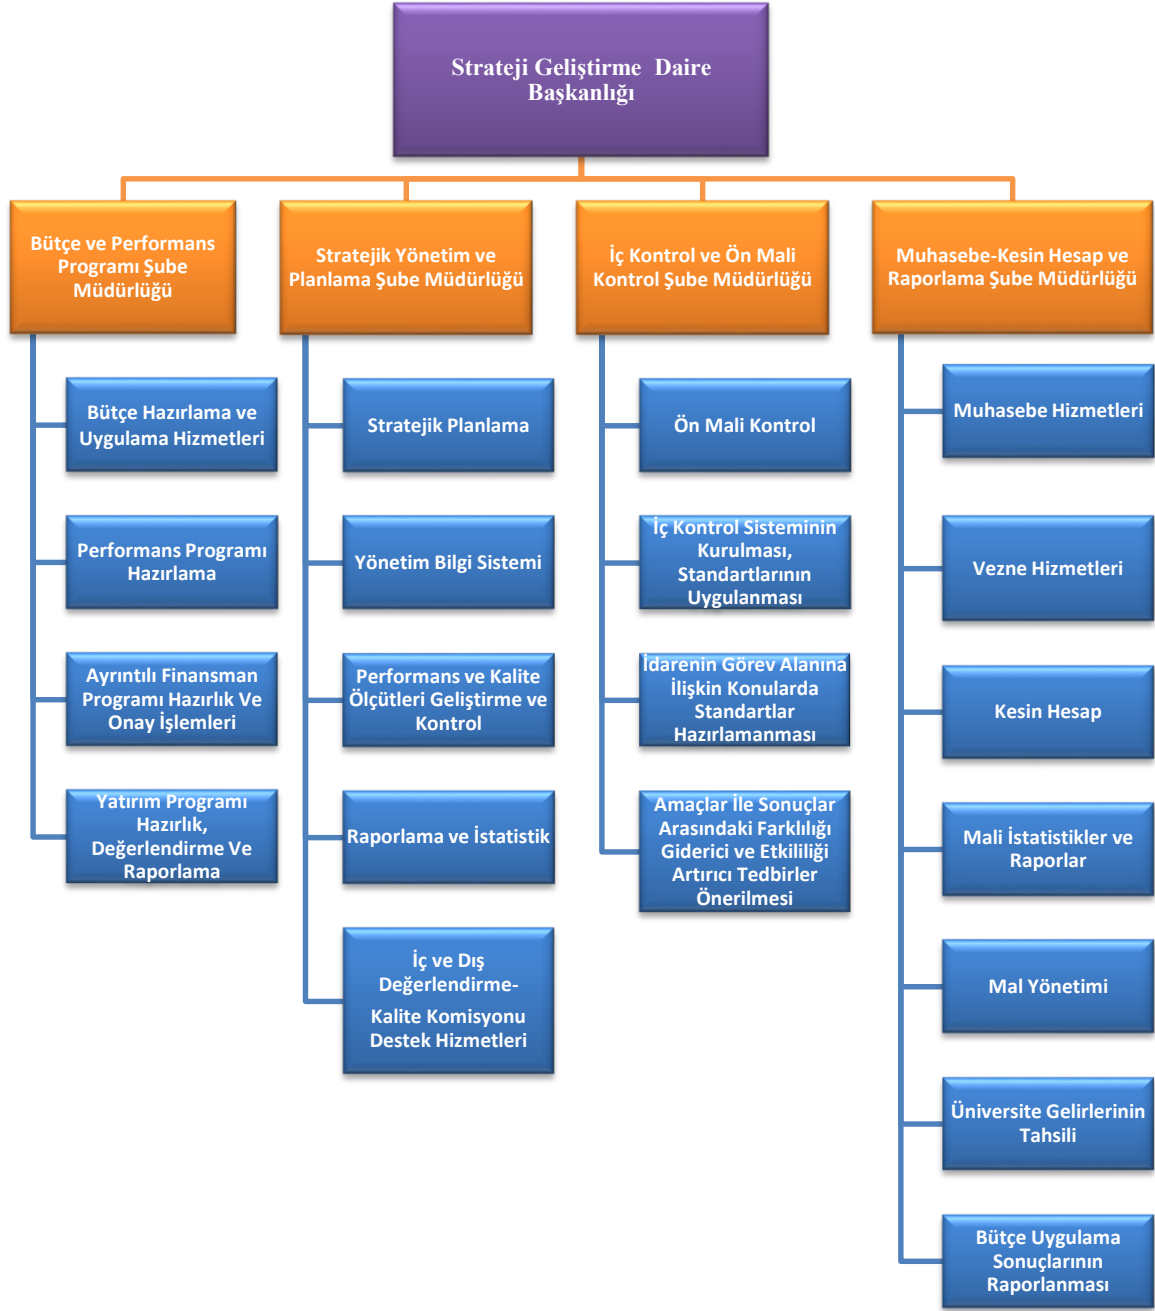 Strateji Geliştirme Daire
Başkanlığı
Bütçe ve Performans
Programı Şube
Müdürlüğü
Bütçe Hazırlama ve
Uygulama Hizmetleri
Performans Programı
Hazırlama
Ayrıntılı Finansman
Programı Hazırlık Ve
Onay İşlemleri
Yatırım Programı
Hazırlık,
Değerlendirme Ve
Raporlama
Stratejik Yönetim ve
Planlama Şube Müdürlüğü
Stratejik Planlama
Yönetim Bilgi Sistemi
Performans ve Kalite
Ölçütleri Geliştirme ve
Kontrol
Raporlama ve İstatistik
İç ve Dış
Değerlendirme-
Kalite Komisyonu
Destek Hizmetleri
İç Kontrol ve Ön Mali
Kontrol Şube Müdürlüğü
Ön Mali Kontrol
İç Kontrol Sisteminin
Kurulması,
Standartlarının
Uygulanması
İdarenin Görev Alanına
İlişkin Konularda
Standartlar
Hazırlamanması
Amaçlar İle Sonuçlar
Arasındaki Farklılığı
Giderici ve Etkililiği
Artırıcı Tedbirler
Önerilmesi
Muhasebe-Kesin Hesap ve
Raporlama Şube Müdürlüğü
Muhasebe Hizmetleri
Vezne Hizmetleri
Kesin Hesap
Mali İstatistikler ve
Raporlar
Mal Yönetimi
Üniversite Gelirlerinin
Tahsili
Bütçe Uygulama
Sonuçlarının
Raporlanması